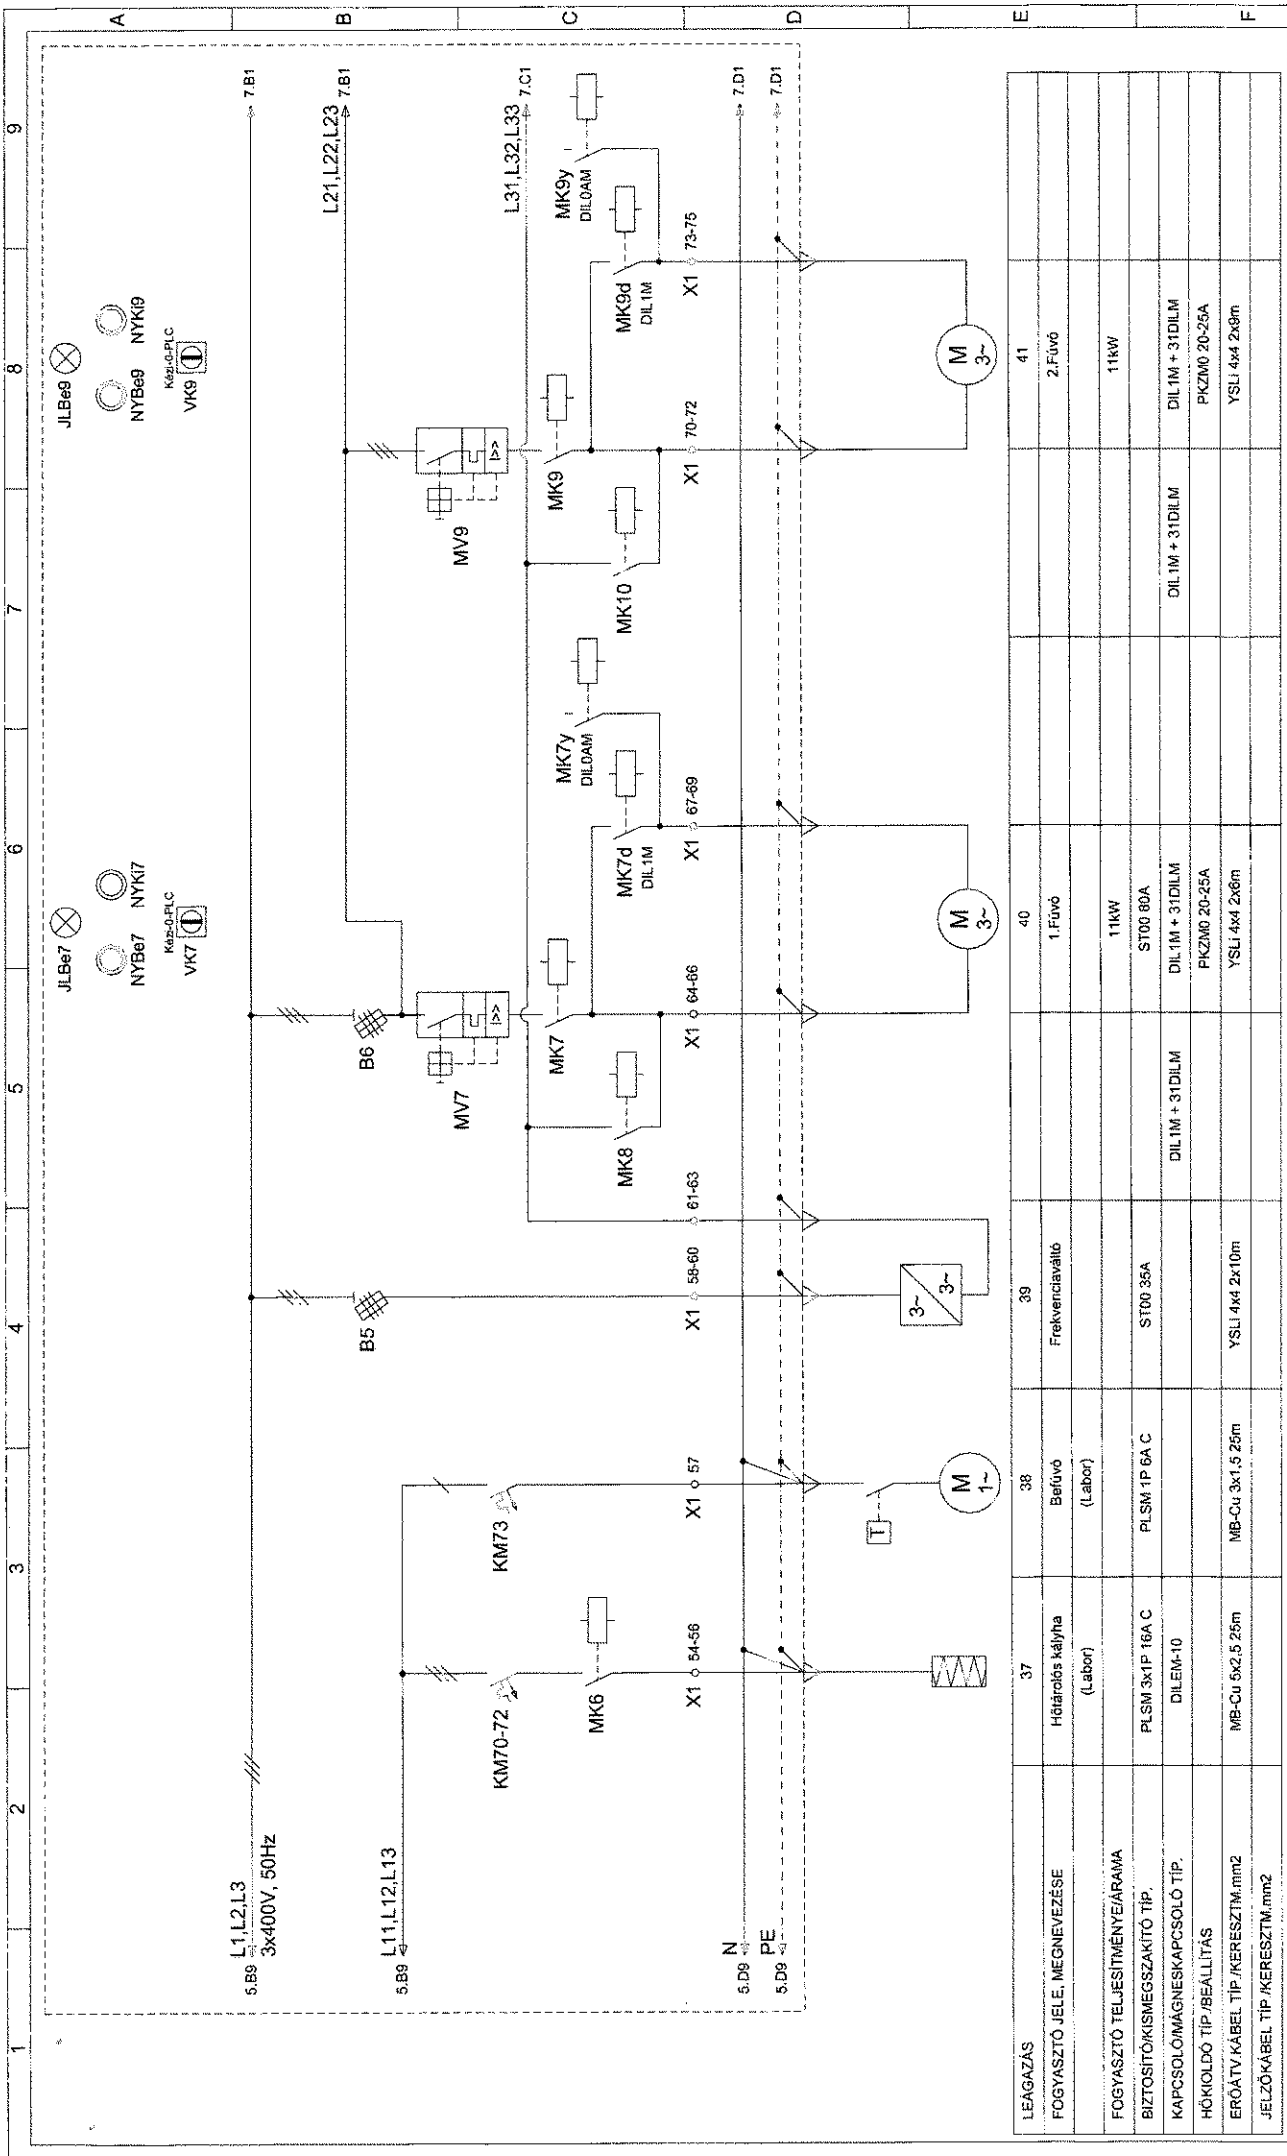 1
2
3
4
5
6
7
8
9
A
B
C
D
E
F
JLBe7
NYBe7
NYKi7
Kézi-0-PLC
VK7
JLBe9
NYBe9
NYKi9
Kézi-0-PLC
VK9
5.B9
L1,L2,L3
3x400V, 50Hz
7.B1
L21,L22,L23
7.B1
5.B9
L11,L12,L13
L31,L32,L33
7.C1
B5
B6
MV7
I>>
MV9
I>>
KM70-72
KM73
MK6
MK8
MK7
MK7d
DIL1M
MK7y
DIL0AM
MK10
MK9
MK9d
DIL1M
MK9y
DIL0AM
X1
54-56
X1
57
X1
58-60
61-63
X1
64-66
X1
67-69
X1
70-72
X1
73-75
5.D9
N
7.D1
5.D9
PE
7.D1
T
M
1~
3~
3~
M
3~
M
3~
LEÁGAZÁS 37 38 39 40 41
FOGYASZTÓ JELE, MEGNEVEZÉSE Hőtárolós kályha Befúvó Frekvenciaváltó 1.Fúvó 2.Fúvó
(Labor) (Labor)
FOGYASZTÓ TELJESÍTMÉNYE/ÁRAMA 11kW 11kW
BIZTOSÍTÓ/KISMEGSZAKÍTÓ TÍP. PLSM 3x1P 16A C PLSM 1P 6A C ST00 35A ST00 80A
KAPCSOLÓ/MÁGNESKAPCSOLÓ TÍP. DILEM-10 DIL1M + 31DILM DIL1M + 31DILM DIL1M + 31DILM DIL1M + 31DILM
HŐKIOLDÓ TÍP./BEÁLLÍTÁS PKZM0 20-25A PKZM0 20-25A
ERŐÁTV.KÁBEL TÍP./KERESZTM.mm2 MB-Cu 5x2,5 25m MB-Cu 3x1,5 25m YSLi 4x4 2x10m YSLi 4x4 2x6m YSLi 4x4 2x9m
JELZŐKÁBEL TÍP./KERESZTM.mm2